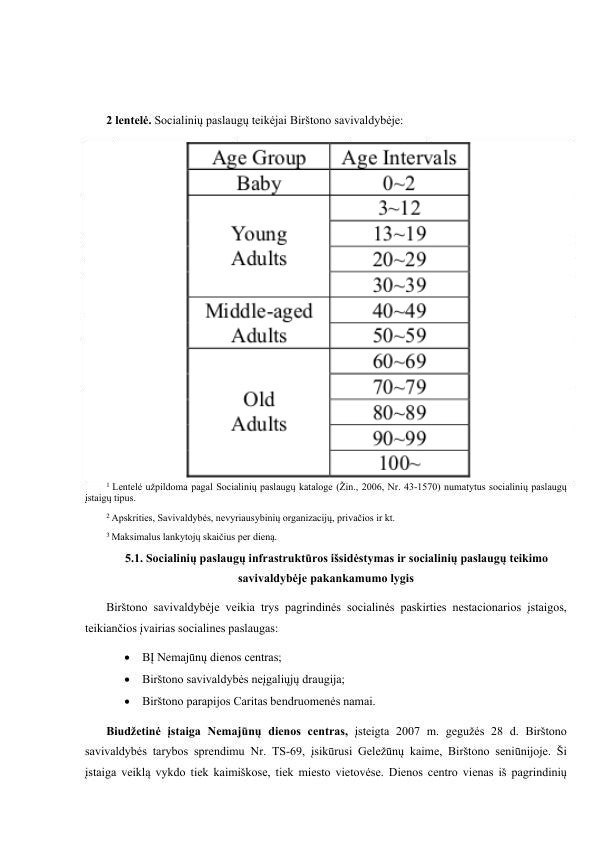 2 lentelė. Socialinių paslaugų teikėjai Birštono savivaldybėje:
Age Group Age Intervals
Baby 0~2
3~12
Young 13~19
Adults 20~29
30~39
Middle-aged 40~49
Adults 50~59
60~69
70~79
Old 80~89
Adults 90~99
100~
1 Lentelė užpildoma pagal Socialinių paslaugų kataloge (Žin., 2006, Nr. 43-1570) numatytus socialinių paslaugų
įstaigų tipus.
2 Apskrities, Savivaldybės, nevyriausybinių organizacijų, privačios ir kt.
3 Maksimalus lankytojų skaičius per dieną.
5.1. Socialinių paslaugų infrastruktūros išsidėstymas ir socialinių paslaugų teikimo
savivaldybėje pakankamumo lygis
Birštono savivaldybėje veikia trys pagrindinės socialinės paskirties nestacionarios įstaigos,
teikiančios įvairias socialines paslaugas:
• BĮ Nemajūnų dienos centras;
• Birštono savivaldybės neįgaliųjų draugija;
• Birštono parapijos Caritas bendruomenės namai.
Biudžetinė įstaiga Nemajūnų dienos centras, įsteigta 2007 m. gegužės 28 d. Birštono
savivaldybės tarybos sprendimu Nr. TS-69, įsikūrusi Geležūnų kaime, Birštono seniūnijoje. Ši
įstaiga veiklą vykdo tiek kaimiškose, tiek miesto vietovėse. Dienos centro vienas iš pagrindinių